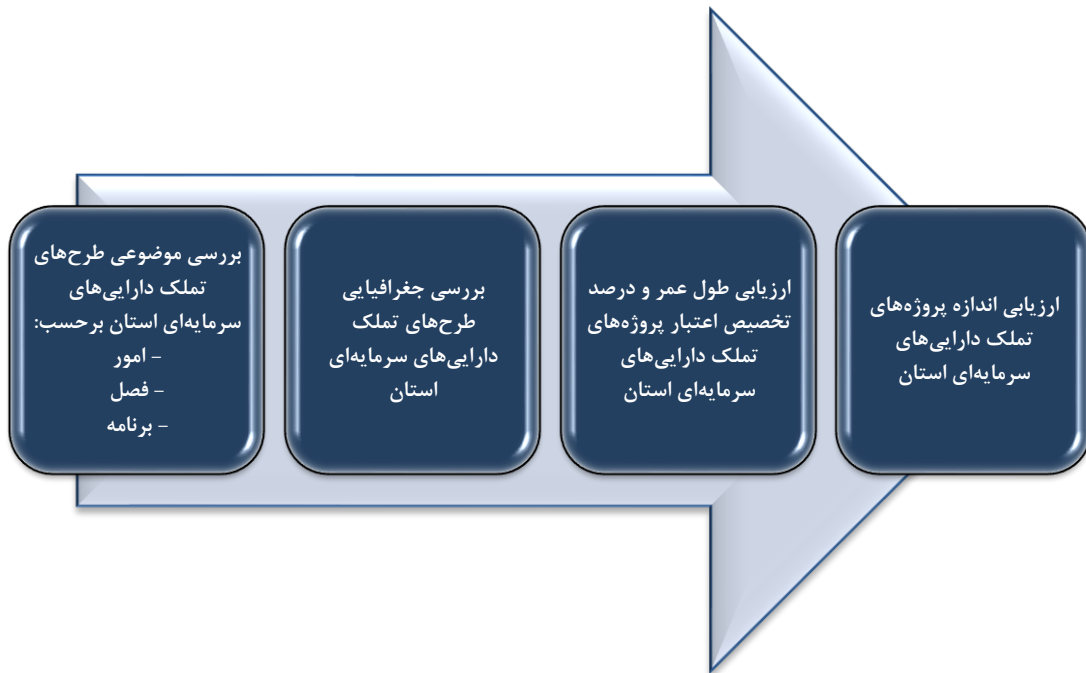 بررسی موضوعی طرح‌های
تملک دارایی‌های
سرمایه‌ای استان برحسب:
- امور
- فصل
- برنامه
بررسی جغرافیایی
طرح‌های تملک
دارایی‌های سرمایه‌ای
استان
ارزیابی طول عمر و درصد
تخصیص اعتبار پروژه‌های
تملک دارایی‌های
سرمایه‌ای استان
ارزیابی اندازه پروژه‌های
تملک دارایی‌های
سرمایه‌ای استان